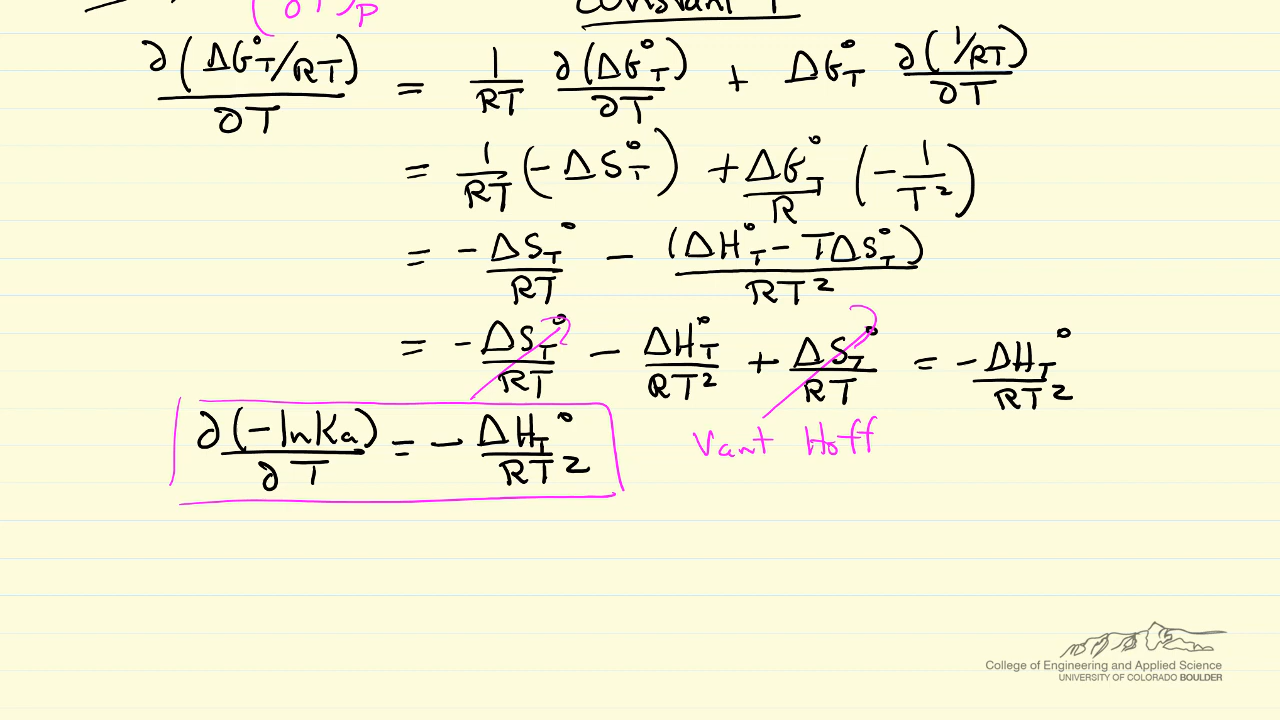 (∂T)P constant P
∂(ΔG°T/RT)/∂T = 1/RT ∂(ΔG°T)/∂T + ΔG°T ∂(1/RT)/∂T
= 1/RT (-ΔS°T) + ΔG°T/R (-1/T²)
= -ΔS°T/RT - (ΔH°T - TΔS°T)/RT²
= -ΔS°T/RT - ΔH°T/RT² + ΔS°T/RT = -ΔH°T/RT²
∂(-lnKa)/∂T = -ΔH°T/RT² Vant Hoff
College of Engineering and Applied Science
UNIVERSITY OF COLORADO BOULDER